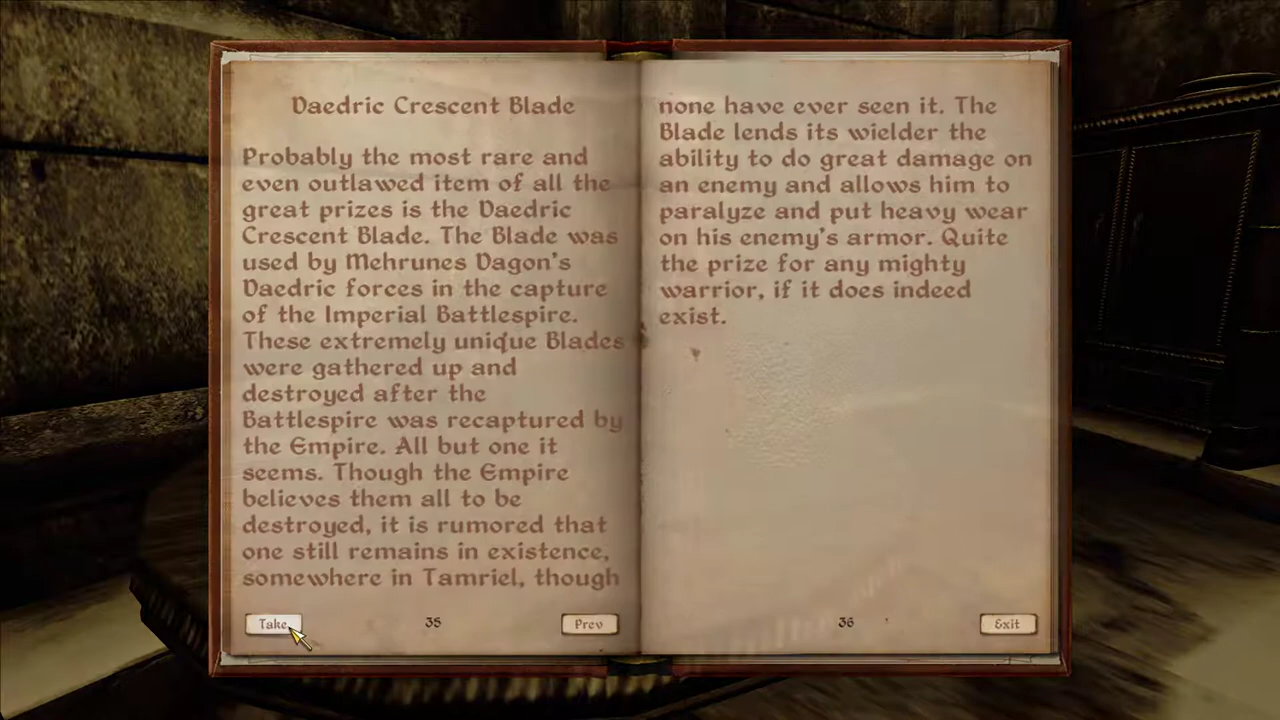 Daedric Crescent Blade
Probably the most rare and
even outlawed item of all the
great prizes is the Daedric
Crescent Blade. The Blade was
used by Mehrunes Dagon's
Daedric forces in the capture
of the Imperial Battlespire.
These extremely unique Blades
were gathered up and
destroyed after the
Battlespire was recaptured by
the Empire. All but one it
seems. Though the Empire
believes them all to be
destroyed, it is rumored that
one still remains in existence,
somewhere in Tamriel, though
Take
35
Prev
none have ever seen it. The
Blade lends its wielder the
ability to do great damage on
an enemy and allows him to
paralyze and put heavy wear
on his enemy's armor. Quite
the prize for any mighty
warrior, if it does indeed
exist.
36
Exit